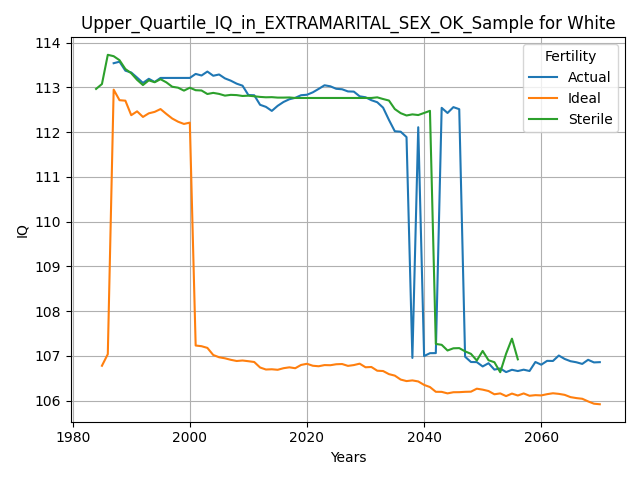 Upper_Quartile_IQ_in_EXTRAMARITAL_SEX_OK_Sample for White
Fertility
Actual
Ideal
Sterile
IQ
114
113
112
111
110
109
108
107
106
1980
2000
2020
2040
2060
Years